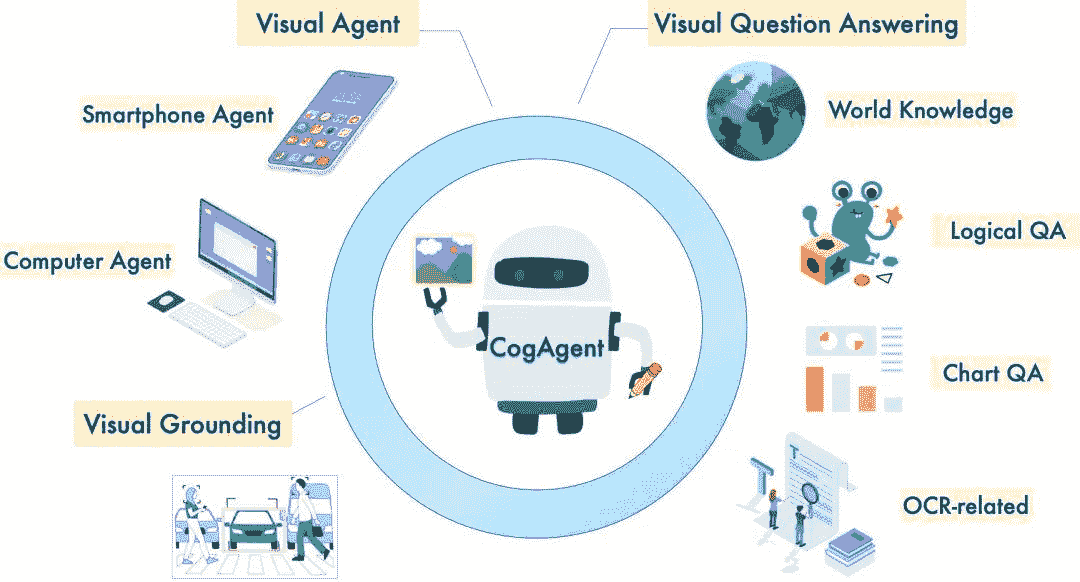 Visual Agent
Visual Question Answering
Smartphone Agent
World Knowledge
Computer Agent
Logical QA
CogAgent
Chart QA
Visual Grounding
OCR-related
T
T